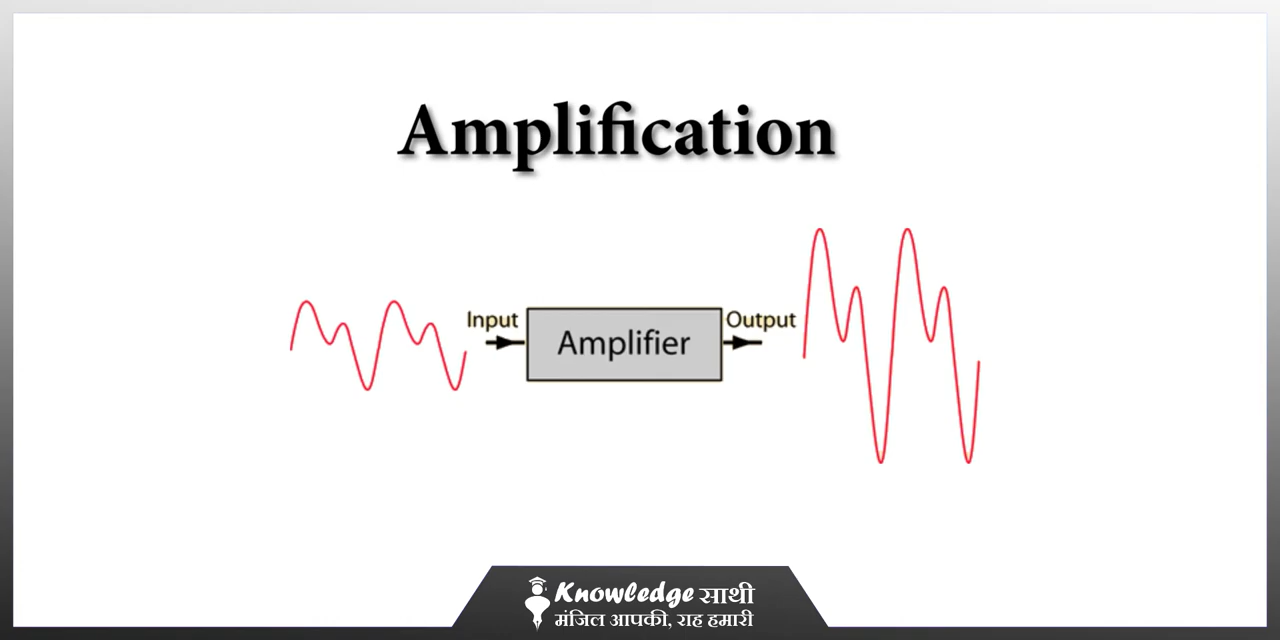 Amplification
Input
Amplifier
Output
Knowledge साथी
मंजिल आपकी, राह हमारी